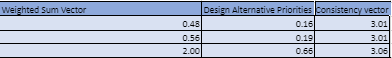 Weighted Sum Vector Design Alternative Priorities Consistency vector
0.48 0.16 3.01
0.56 0.19 3.01
2.00 0.66 3.06